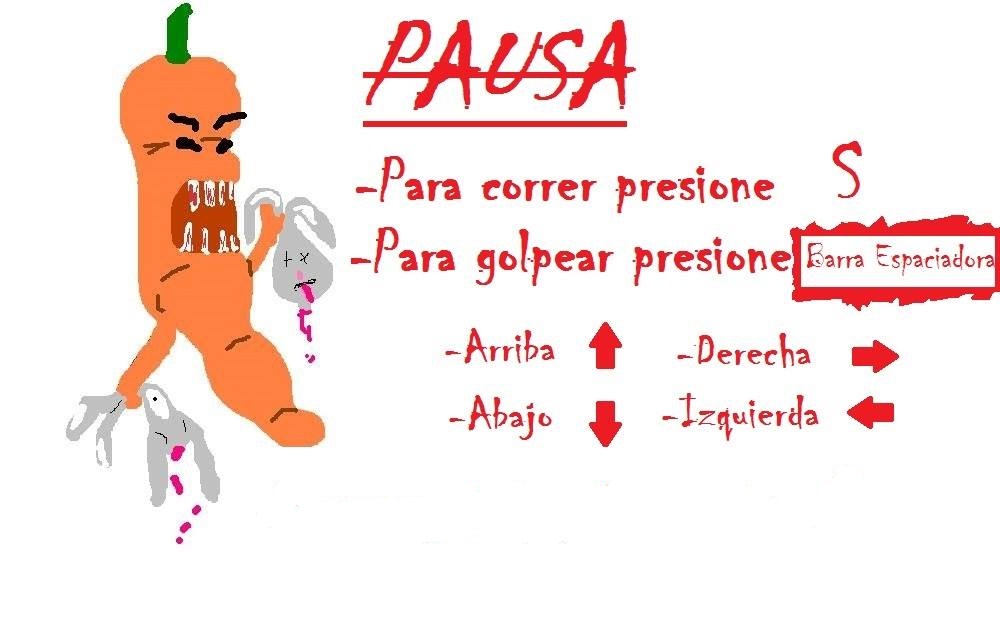 PAUSA
-Para correr presione S
-Para golpear presione Barra Espaciadora
-Arriba -Derecha
-Abajo -Izquierda